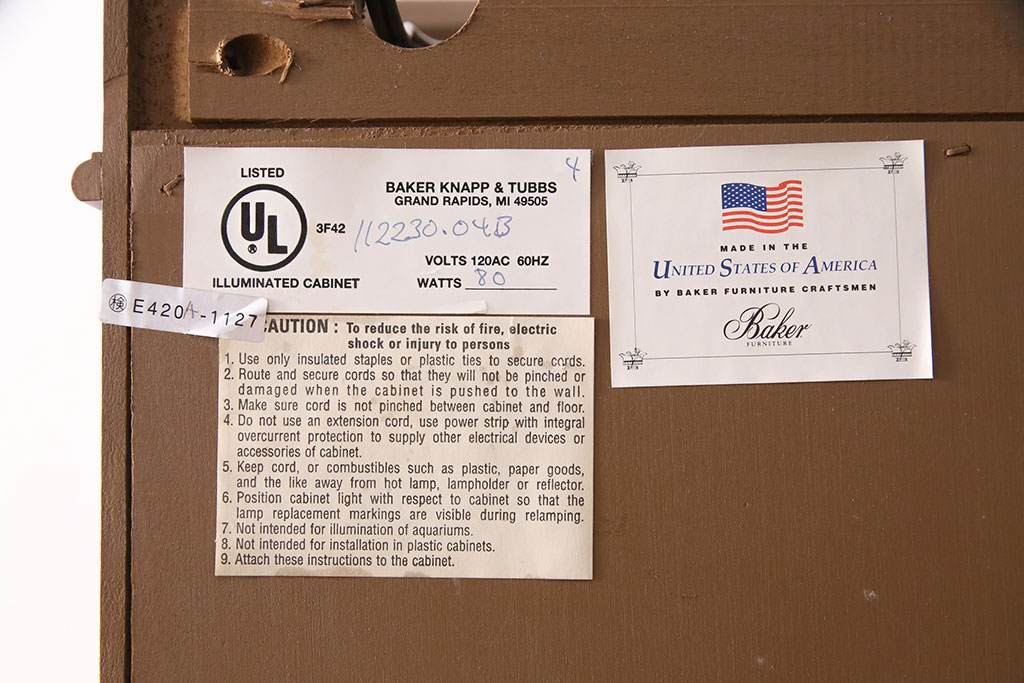 LISTED
UL
®
ILLUMINATED CABINET
3F42
4
BAKER KNAPP & TUBBS
GRAND RAPIDS, MI 49505
112230.04B
VOLTS 120AC 60HZ
WATTS 80
検 E420A-1127
CAUTION : To reduce the risk of fire, electric
shock or injury to persons
1. Use only insulated staples or plastic ties to secure cords.
2. Route and secure cords so that they will not be pinched or
damaged when the cabinet is pushed to the wall.
3. Make sure cord is not pinched between cabinet and floor.
4. Do not use an extension cord, use power strip with integral
overcurrent protection to supply other electrical devices or
accessories of cabinet.
5. Keep cord, or combustibles such as plastic, paper goods,
and the like away from hot lamp, lampholder or reflector.
6. Position cabinet light with respect to cabinet so that the
lamp replacement markings are visible during relamping.
7. Not intended for illumination of aquariums.
8. Not intended for installation in plastic cabinets.
9. Attach these instructions to the cabinet.
MADE IN THE
UNITED STATES OF AMERICA
BY BAKER FURNITURE CRAFTSMEN
Baker
FURNITURE